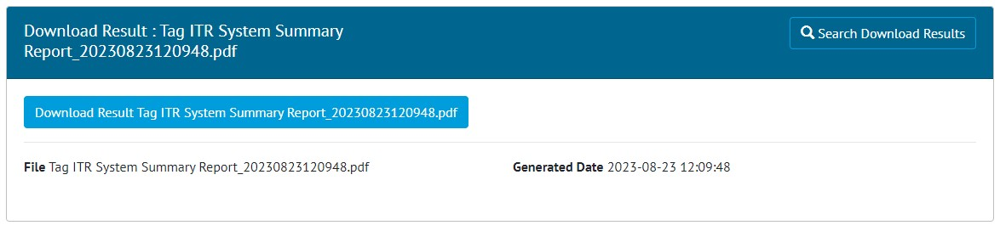 Download Result : Tag ITR System Summary
Report_20230823120948.pdf
Search Download Results
Download Result Tag ITR System Summary Report_20230823120948.pdf
File Tag ITR System Summary Report_20230823120948.pdf
Generated Date 2023-08-23 12:09:48